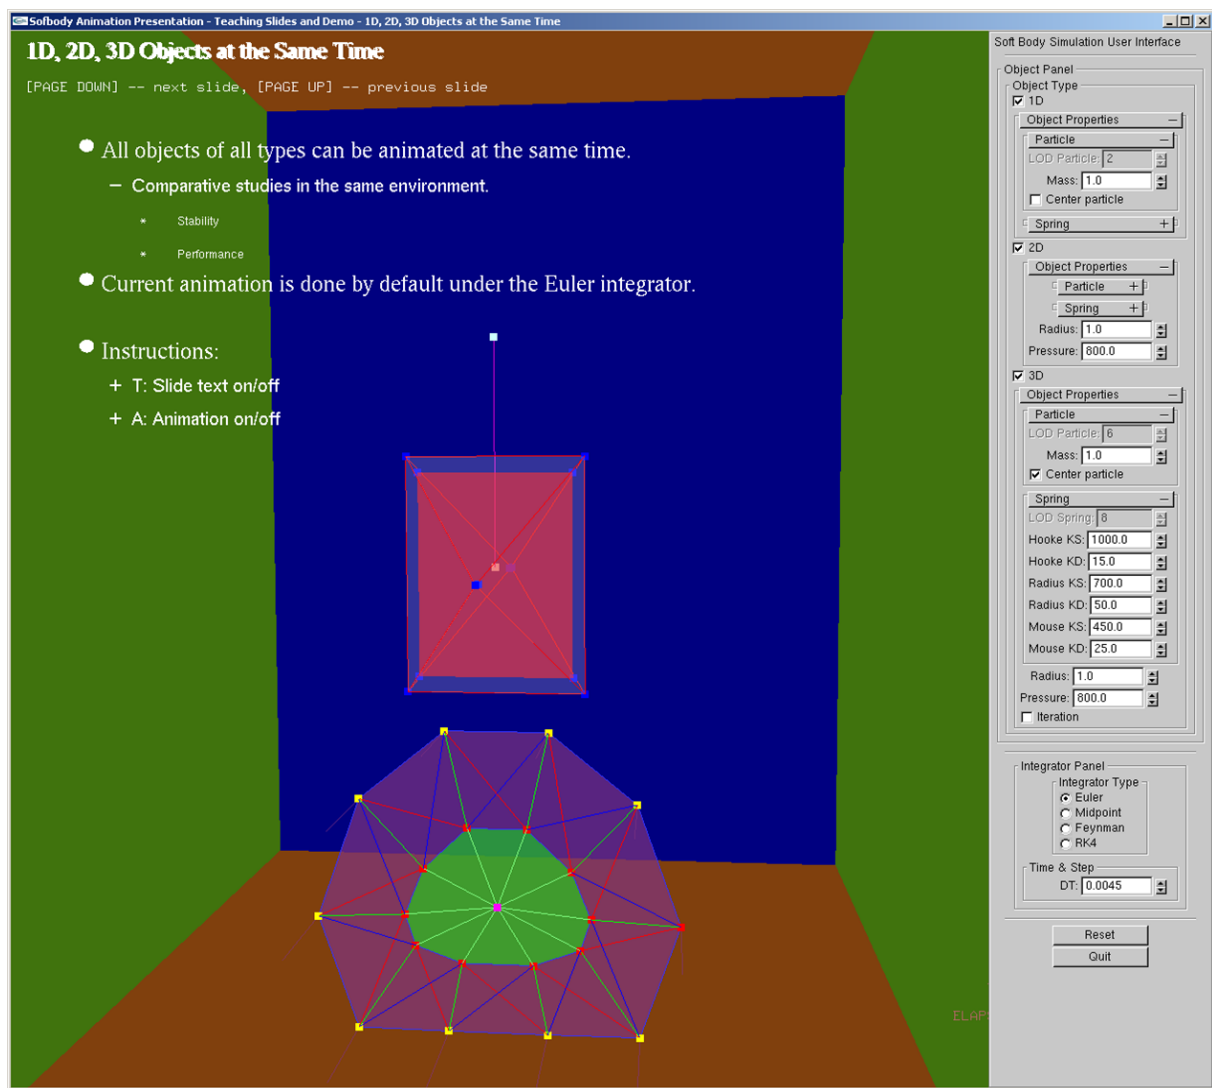 Sofbody Animation Presentation - Teaching Slides and Demo - 1D, 2D, 3D Objects at the Same Time
1D, 2D, 3D Objects at the Same Time
[PAGE DOWN] -- next slide, [PAGE UP] -- previous slide
All objects of all types can be animated at the same time.
– Comparative studies in the same environment.
* Stability
* Performance
Current animation is done by default under the Euler integrator.
Instructions:
+ T: Slide text on/off
+ A: Animation on/off
ELAP
Soft Body Simulation User Interface
Object Panel
Object Type
1D
Object Properties –
Particle –
LOD Particle: 2
Mass: 1.0
Center particle
Spring +
2D
Object Properties –
Particle +
Spring +
Radius: 1.0
Pressure: 800.0
3D
Object Properties –
Particle –
LOD Particle: 6
Mass: 1.0
Center particle
Spring –
LOD Spring: 8
Hooke KS: 1000.0
Hooke KD: 15.0
Radius KS: 700.0
Radius KD: 50.0
Mouse KS: 450.0
Mouse KD: 25.0
Radius: 1.0
Pressure: 800.0
Iteration
Integrator Panel
Integrator Type
Euler
Midpoint
Feynman
RK4
Time & Step
DT: 0.0045
Reset
Quit